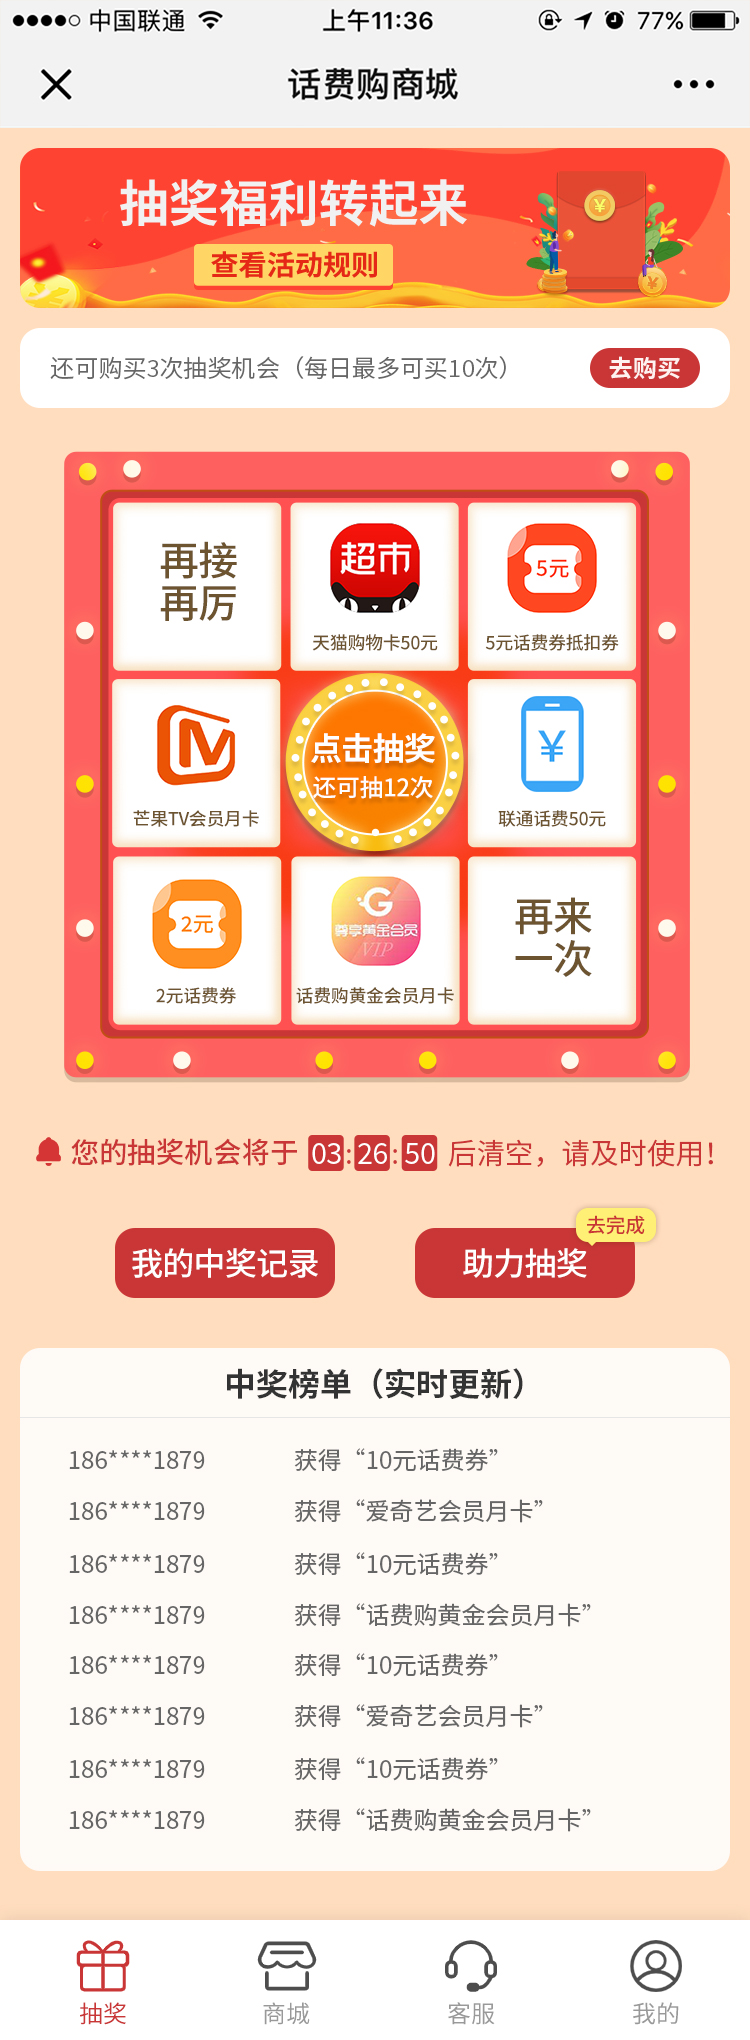 中国联通
上午11:36
77%
话费购商城
抽奖福利转起来
查看活动规则
还可购买3次抽奖机会（每日最多可买10次）
去购买
再接
再厉
超市
天猫购物卡50元
5元
5元话费券抵扣券
芒果TV会员月卡
点击抽奖
还可抽12次
¥
联通话费50元
2元
2元话费券
G
尊享黄金会员
VIP
话费购黄金会员月卡
再来
一次
您的抽奖机会将于 03:26:50 后清空，请及时使用！
去完成
我的中奖记录
助力抽奖
中奖榜单（实时更新）
186****1879 获得“10元话费券”
186****1879 获得“爱奇艺会员月卡”
186****1879 获得“10元话费券”
186****1879 获得“话费购黄金会员月卡”
186****1879 获得“10元话费券”
186****1879 获得“爱奇艺会员月卡”
186****1879 获得“10元话费券”
186****1879 获得“话费购黄金会员月卡”
抽奖
商城
客服
我的